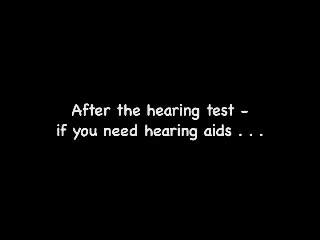 After the hearing test -
if you need hearing aids . . .